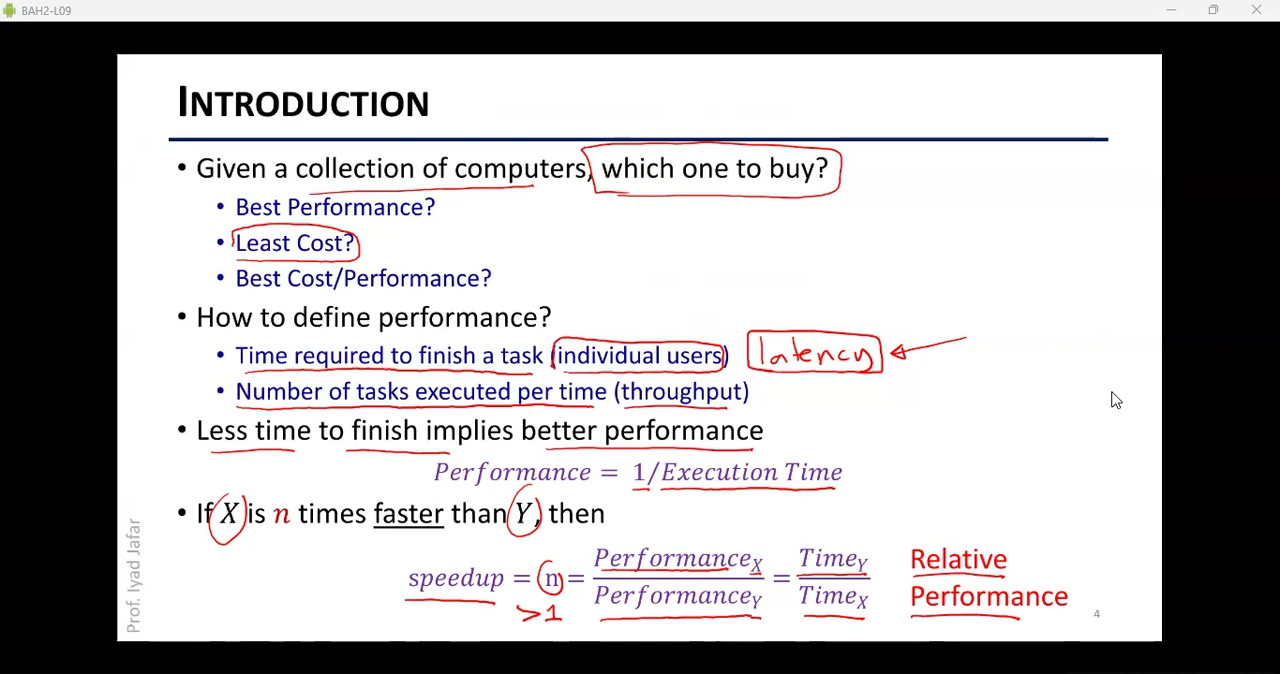 BAH2-L09
INTRODUCTION
• Given a collection of computers, which one to buy?
• Best Performance?
• Least Cost?
• Best Cost/Performance?
• How to define performance?
• Time required to finish a task (individual users) latency
• Number of tasks executed per time (throughput)
• Less time to finish implies better performance
Performance = 1/Execution Time
• If X is n times faster than Y, then
speedup = n = PerformanceX / PerformanceY = TimeY / TimeX
>1
Relative
Performance
Prof. Iyad Jafar
4